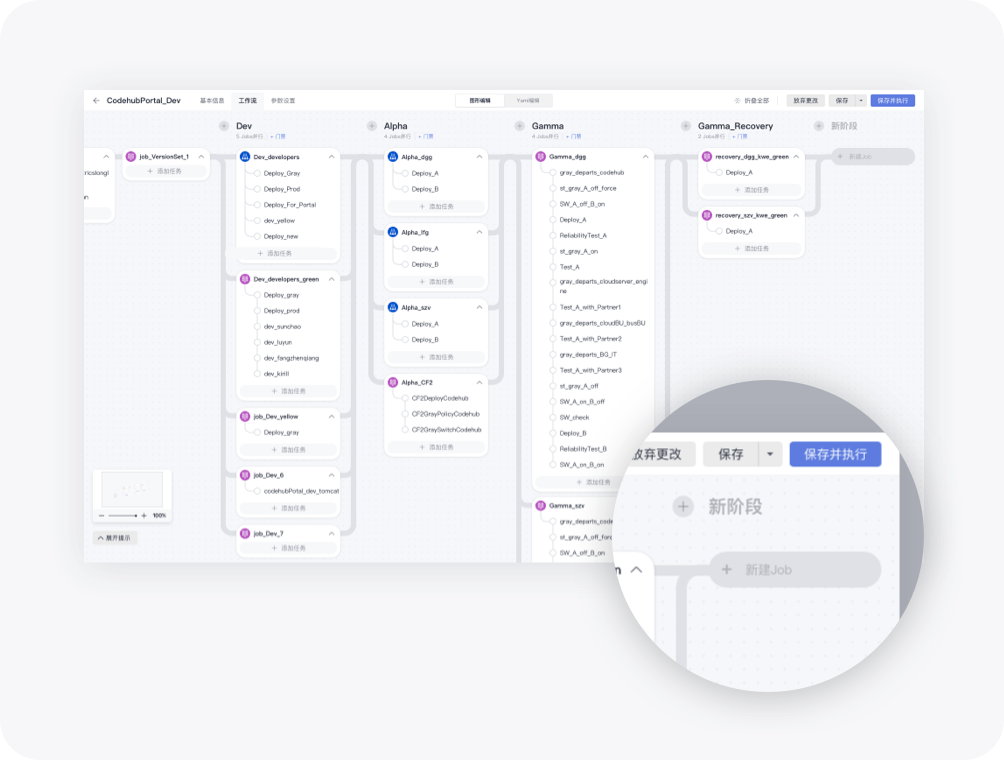 CodehubPortal_Dev
基本信息
工作流
参数设置
图形编辑
Yaml编辑
折叠全部
放弃更改
保存
保存并执行
Dev
5 Jobs并行
+ 门禁
Alpha
4 Jobs并行
+ 门禁
Gamma
4 Jobs并行
+ 门禁
Gamma_Recovery
2 Jobs并行
+ 门禁
新阶段
job_VersionSet_1
+ 添加任务
Dev_developers
Deploy_Gray
Deploy_Prod
Deploy_For_Portal
dev_yellow
Deploy_new
+ 添加任务
Dev_developers_green
Deploy_gray
Deploy_prod
dev_sunchao
dev_luyun
dev_fangzhenqiang
dev_kirill
+ 添加任务
job_Dev_yellow
Deploy_gray
+ 添加任务
job_Dev_6
codehubPotal_dev_tomcat
+ 添加任务
job_Dev_7
+ 添加任务
Alpha_dgg
Deploy_A
Deploy_B
+ 添加任务
Alpha_lfg
Deploy_A
Deploy_B
+ 添加任务
Alpha_szv
Deploy_A
Deploy_B
+ 添加任务
Alpha_CF2
CF2DeployCodehub
CF2GrayPolicyCodehub
CF2GraySwitchCodehub
+ 添加任务
Gamma_dgg
gray_departs_codehub
st_gray_A_off_force
SW_A_off_B_on
Deploy_A
ReliabilityTest_A
st_gray_A_on
Test_A
gray_departs_cloudserver_engi
ne
Test_A_with_Partner1
gray_departs_cloudBU_busBU
Test_A_with_Partner2
gray_departs_BG_IT
Test_A_with_Partner3
st_gray_A_off
SW_A_on_B_off
SW_check
Deploy_B
ReliabilityTest_B
SW_A_on_B_on
+ 添加任务
Gamma_szv
gray_departs_code
st_gray_A_off_forc
SW_A_off_B_on
recovery_dgg_kwe_green
Deploy_A
+ 添加任务
recovery_szv_kwe_green
Deploy_A
+ 添加任务
+ 新建Job
100%
展开提示
放弃更改
保存
保存并执行
新阶段
+ 新建Job